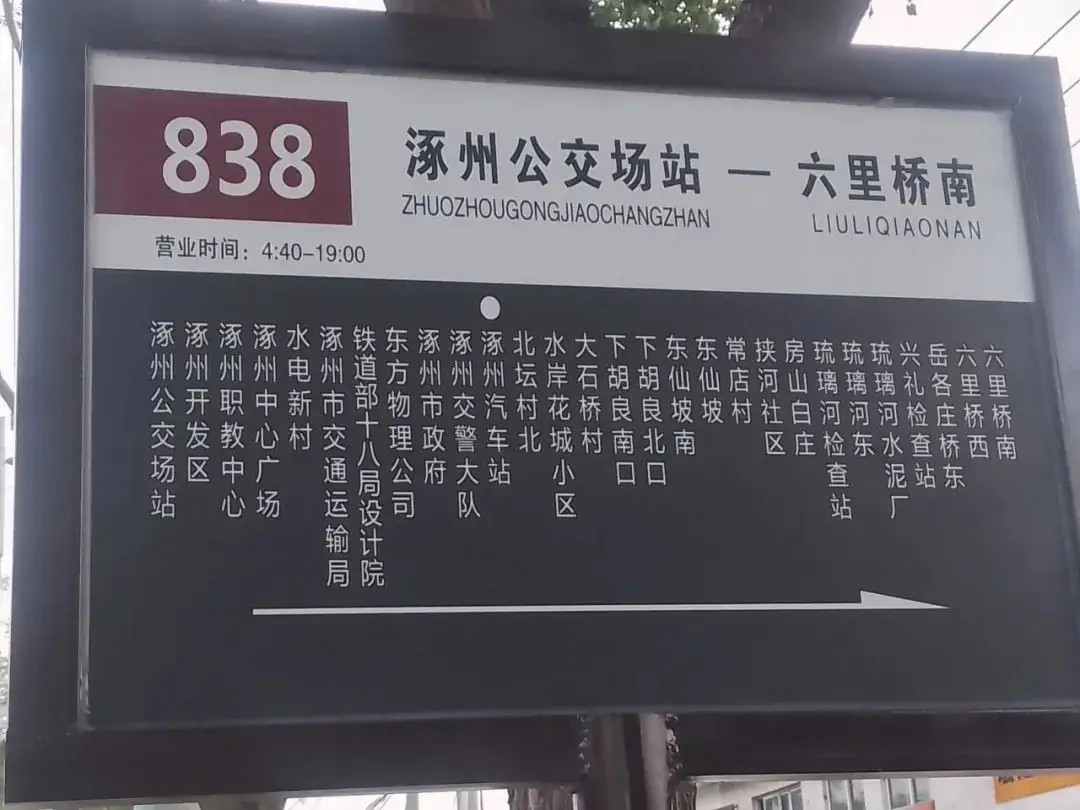 838
涿州公交场站 — 六里桥南
ZHUOZHOUGONGJIAOCHANGZHAN LIULIQIAONAN
营业时间：4:40–19:00
涿州公交场站
涿州开发区
涿州职教中心
涿州中心广场
水电新村
涿州市交通运输局
铁道部十八局设计院
东方物理公司
涿州市政府
涿州交警大队
涿州汽车站
北坛村北
水岸花城小区
大石桥村
下胡良南口
下胡良北口
东仙坡南
东仙坡
常店村
挟河社区
房山白庄
琉璃河检查站
琉璃河东
琉璃河水泥厂
兴礼检查站
岳各庄桥东
六里桥西
六里桥南